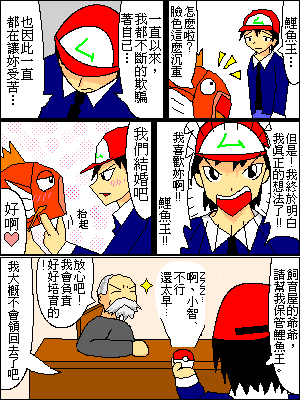 鯉魚王…
怎麼啦?
臉色這麼沉重
一直以來,
我都不斷的欺騙
著自己…
也因此一直
都在讓妳受苦…
但是!我終於明白
我真正的想法了!!
我喜歡妳啊!!
鯉魚王!!
我們結婚吧
抬起
好啊♥
飼育屋的爺爺,
請幫我保管鯉魚王
ZZZZ…
啊、小智
不行
還太早…
放心吧!
我會負責
好好培育的!
我大概不會領回去了吧